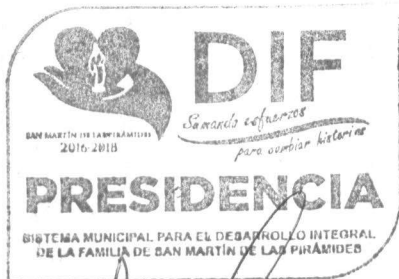 DIF
Sumando esfuerzos
para cambiar historias
SAN MARTÍN DE LAS PIRÁMIDES
2016-2018
PRESIDENCIA
SISTEMA MUNICIPAL PARA EL DESARROLLO INTEGRAL
DE LA FAMILIA DE SAN MARTÍN DE LAS PIRÁMIDES